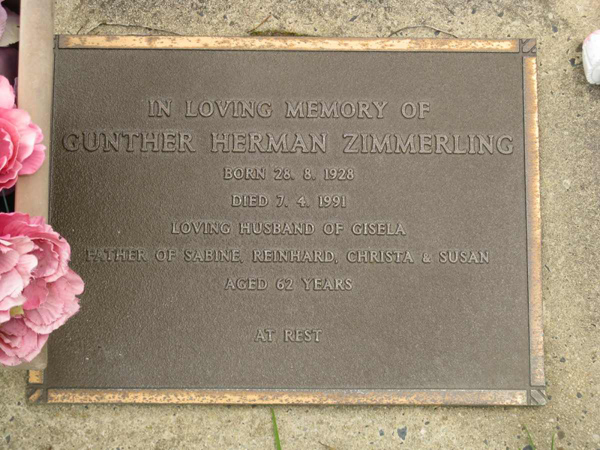 IN LOVING MEMORY OF
GUNTHER HERMAN ZIMMERLING
BORN 28. 8. 1928
DIED 7. 4. 1991
LOVING HUSBAND OF GISELA
FATHER OF SABINE, REINHARD, CHRISTA & SUSAN
AGED 62 YEARS
AT REST